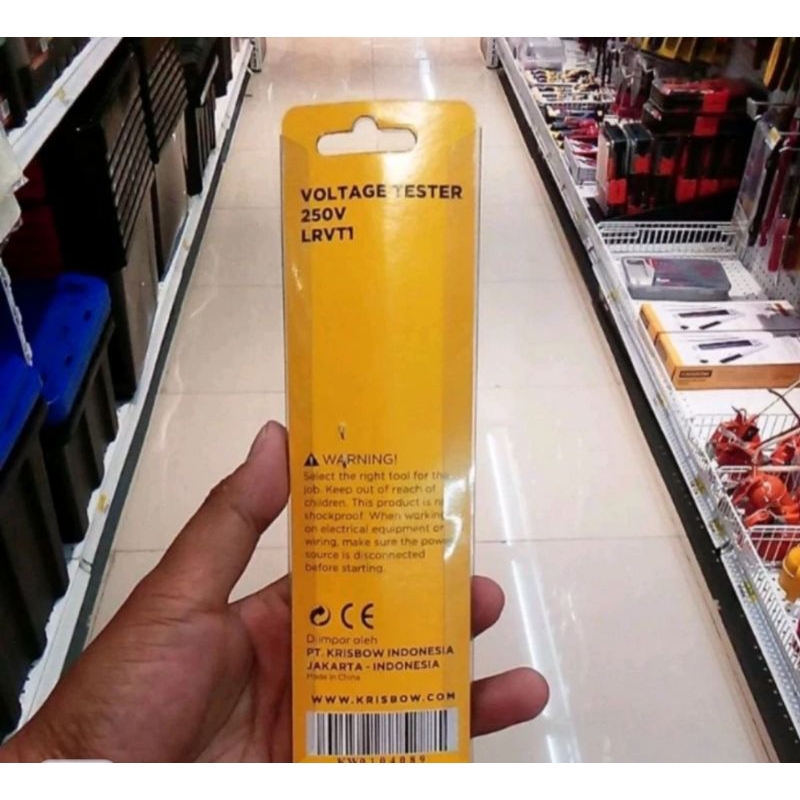 VOLTAGE TESTER
250V
LRVT1
WARNING!
Select the right tool for the
job. Keep out of reach of
children. This product is
shockproof. When working
on electrical equipment or
wiring, make sure the power
source is disconnected
before starting.
CE
Diimpor oleh
PT. KRISBOW INDONESIA
JAKARTA - INDONESIA
Made in China
WWW.KRISBOW.COM
KW0104089